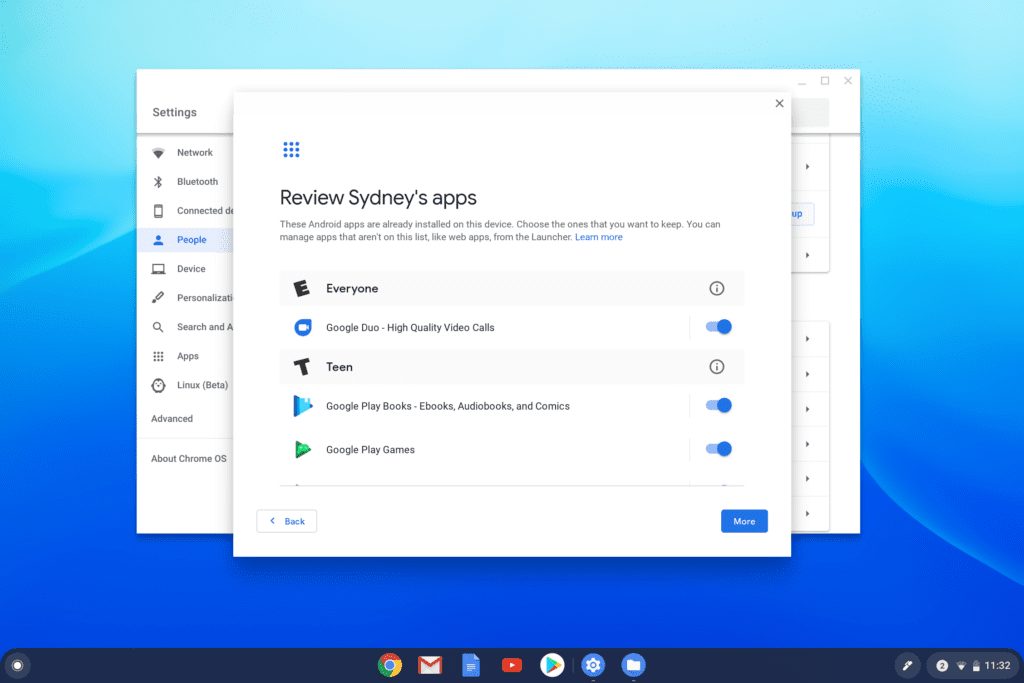 Settings
Network
Bluetooth
Connected de
People
Device
Personalizati
Search and A
Apps
Linux (Beta)
Advanced
About Chrome OS
up
Review Sydney's apps
These Android apps are already installed on this device. Choose the ones that you want to keep. You can
manage apps that aren't on this list, like web apps, from the Launcher. Learn more
E Everyone
Google Duo - High Quality Video Calls
T Teen
Google Play Books - Ebooks, Audiobooks, and Comics
Google Play Games
Back
More
2 11:32